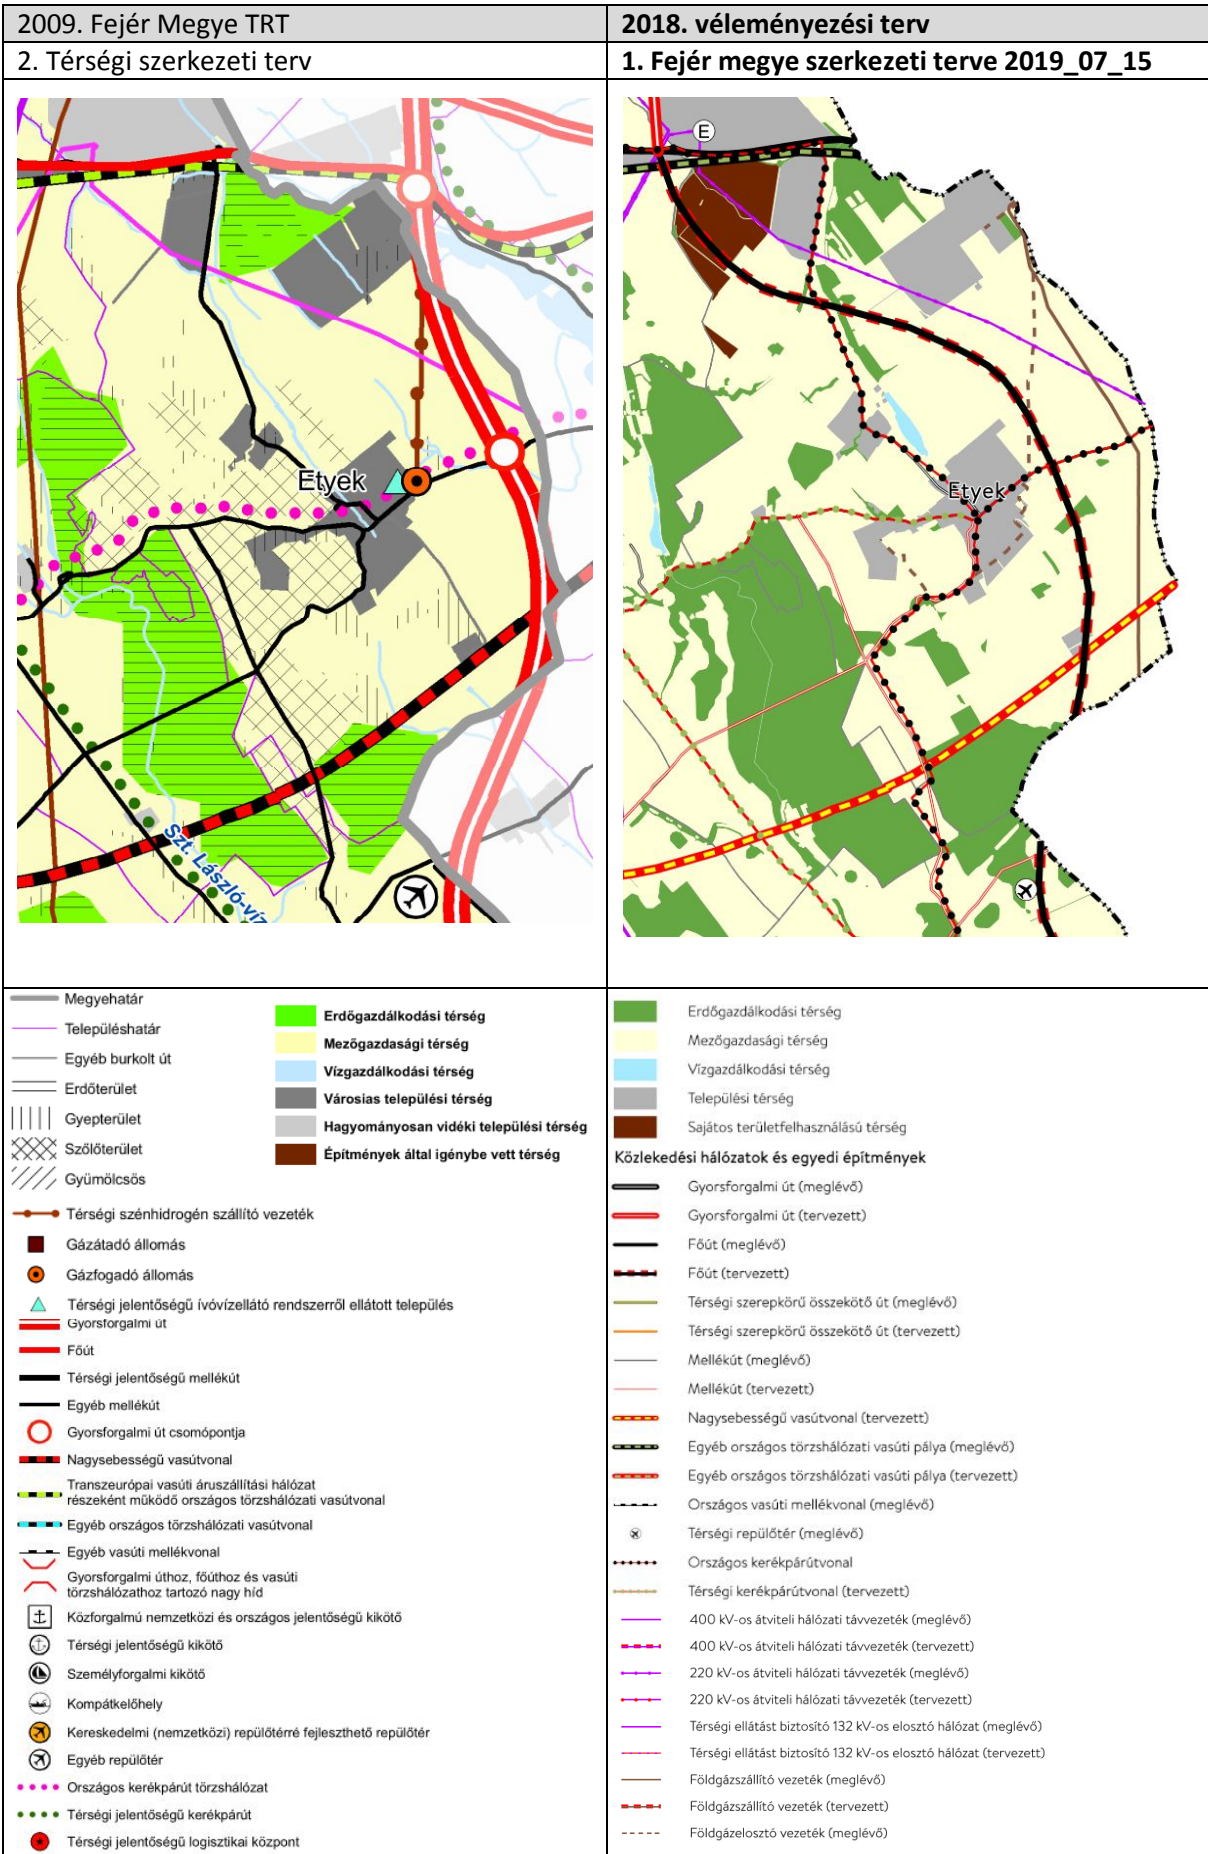 2009. Fejér Megye TRT
2018. véleményezési terv
2. Térségi szerkezeti terv
1. Fejér megye szerkezeti terve 2019_07_15
Etyek
Szt. László-víz
E
Etyek
Megyehatár
Településhatár
Egyéb burkolt út
Erdőterület
Gyepterület
Szőlőterület
Gyümölcsös
Erdőgazdálkodási térség
Mezőgazdasági térség
Vízgazdálkodási térség
Városias települési térség
Hagyományosan vidéki települési térség
Építmények által igénybe vett térség
Térségi szénhidrogén szállító vezeték
Gázátadó állomás
Gázfogadó állomás
Térségi jelentőségű ívóvízellátó rendszerről ellátott település
Gyorsforgalmi út
Főút
Térségi jelentőségű mellékút
Egyéb mellékút
Gyorsforgalmi út csomópontja
Nagysebességű vasútvonal
Transzeurópai vasúti áruszállítási hálózat
részeként működő országos törzshálózati vasútvonal
Egyéb országos törzshálózati vasútvonal
Egyéb vasúti mellékvonal
Gyorsforgalmi úthoz, főúthoz és vasúti
törzshálózathoz tartozó nagy híd
Közforgalmú nemzetközi és országos jelentőségű kikötő
Térségi jelentőségű kikötő
Személyforgalmi kikötő
Kompátkelőhely
Kereskedelmi (nemzetközi) repülőtérré fejleszthető repülőtér
Egyéb repülőtér
Országos kerékpárút törzshálózat
Térségi jelentőségű kerékpárút
Térségi jelentőségű logisztikai központ
Erdőgazdálkodási térség
Mezőgazdasági térség
Vízgazdálkodási térség
Települési térség
Sajátos területfelhasználású térség
Közlekedési hálózatok és egyedi építmények
Gyorsforgalmi út (meglévő)
Gyorsforgalmi út (tervezett)
Főút (meglévő)
Főút (tervezett)
Térségi szerepkörű összekötő út (meglévő)
Térségi szerepkörű összekötő út (tervezett)
Mellékút (meglévő)
Mellékút (tervezett)
Nagysebességű vasútvonal (tervezett)
Egyéb országos törzshálózati vasúti pálya (meglévő)
Egyéb országos törzshálózati vasúti pálya (tervezett)
Országos vasúti mellékvonal (meglévő)
Térségi repülőtér (meglévő)
Országos kerékpárútvonal
Térségi kerékpárútvonal (tervezett)
400 kV-os átviteli hálózati távvezeték (meglévő)
400 kV-os átviteli hálózati távvezeték (tervezett)
220 kV-os átviteli hálózati távvezeték (meglévő)
220 kV-os átviteli hálózati távvezeték (tervezett)
Térségi ellátást biztosító 132 kV-os elosztó hálózat (meglévő)
Térségi ellátást biztosító 132 kV-os elosztó hálózat (tervezett)
Földgázszállító vezeték (meglévő)
Földgázszállító vezeték (tervezett)
Földgázelosztó vezeték (meglévő)